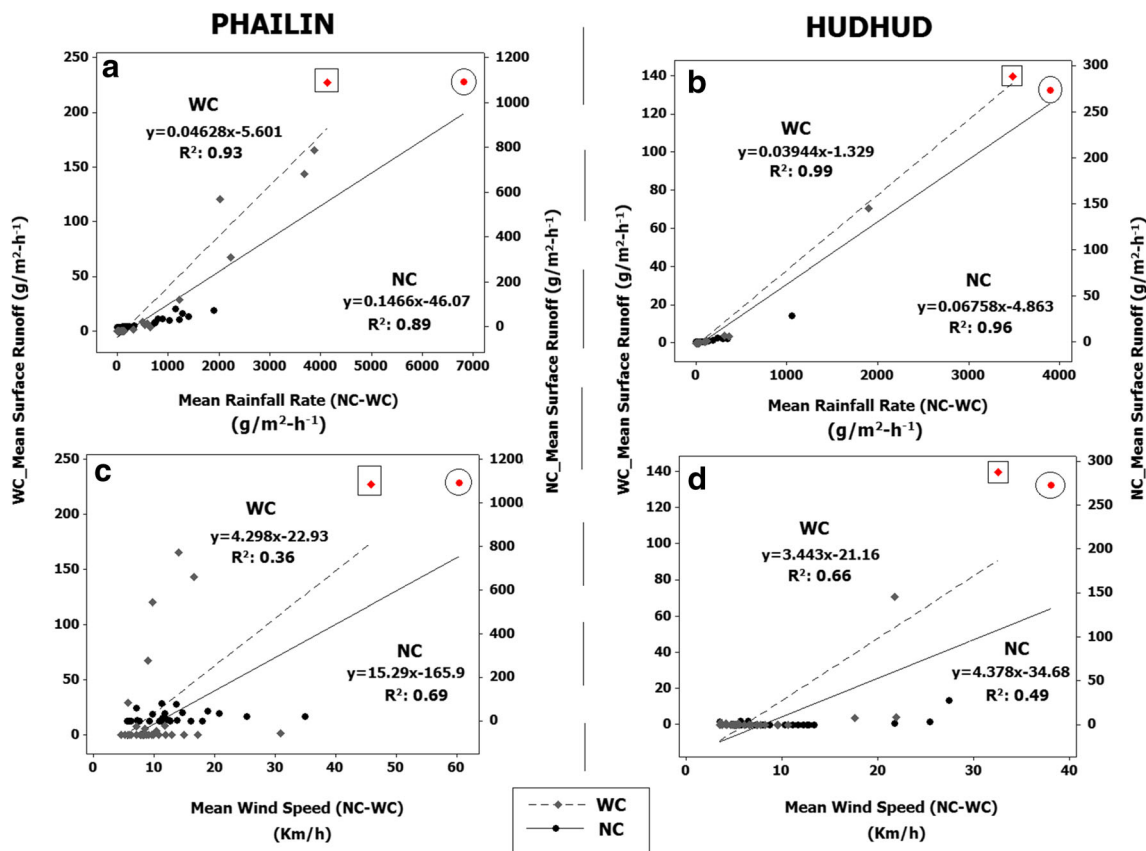 PHAILIN
HUDHUD
a
WC
y=0.04628x-5.601
R²: 0.93
NC
y=0.1466x-46.07
R²: 0.89
250
200
150
100
50
0
1200
1000
800
600
400
200
0
0 1000 2000 3000 4000 5000 6000 7000
Mean Rainfall Rate (NC-WC)
(g/m²-h⁻¹)
b
WC
y=0.03944x-1.329
R²: 0.99
NC
y=0.06758x-4.863
R²: 0.96
140
120
100
80
60
40
20
0
300
250
200
150
100
50
0
0 1000 2000 3000 4000
Mean Rainfall Rate (NC-WC)
(g/m²-h⁻¹)
WC_Mean Surface Runoff (g/m²-h⁻¹)
NC_Mean Surface Runoff (g/m²-h⁻¹)
WC_Mean Surface Runoff (g/m²-h⁻¹)
NC_Mean Surface Runoff (g/m²-h⁻¹)
c
WC
y=4.298x-22.93
R²: 0.36
NC
y=15.29x-165.9
R²: 0.69
250
200
150
100
50
0
1200
1000
800
600
400
200
0
0 10 20 30 40 50 60
Mean Wind Speed (NC-WC)
(Km/h)
d
WC
y=3.443x-21.16
R²: 0.66
NC
y=4.378x-34.68
R²: 0.49
140
120
100
80
60
40
20
0
300
250
200
150
100
50
0
0 10 20 30 40
Mean Wind Speed (NC-WC)
(Km/h)
WC
NC